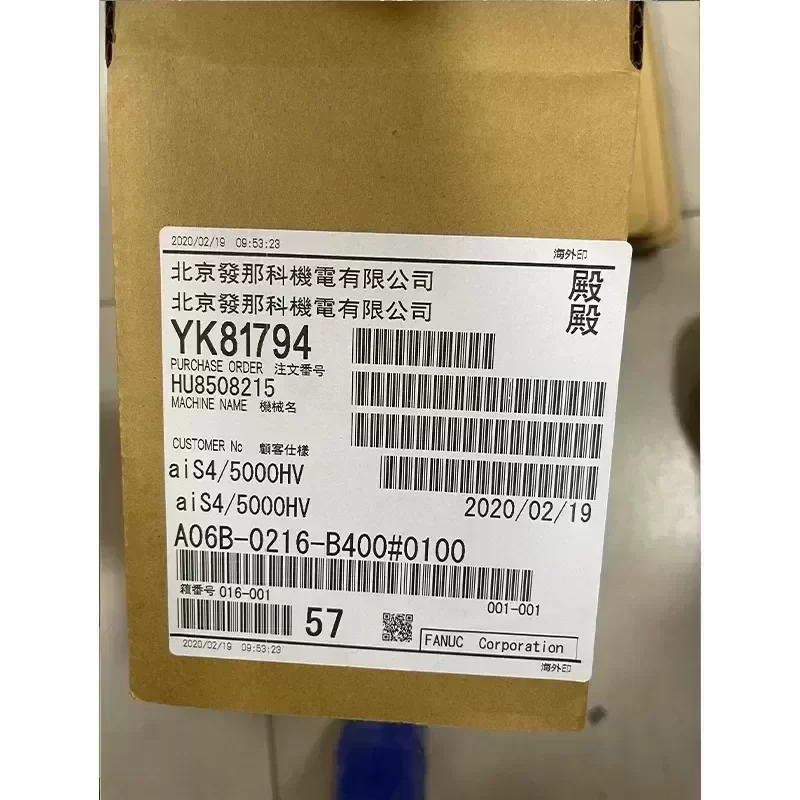 2020/02/19 09:53:23
海外印
北京發那科機電有限公司 殿
北京發那科機電有限公司 殿
YK81794
PURCHASE ORDER 注文番号
HU8508215
MACHINE NAME 機械名
CUSTOMER No 顧客仕様
aiS4/5000HV
aiS4/5000HV 2020/02/19
A06B-0216-B400#0100
箱番号 016-001 001-001
57 FANUC Corporation
2020/02/19 09:53:23
海外印